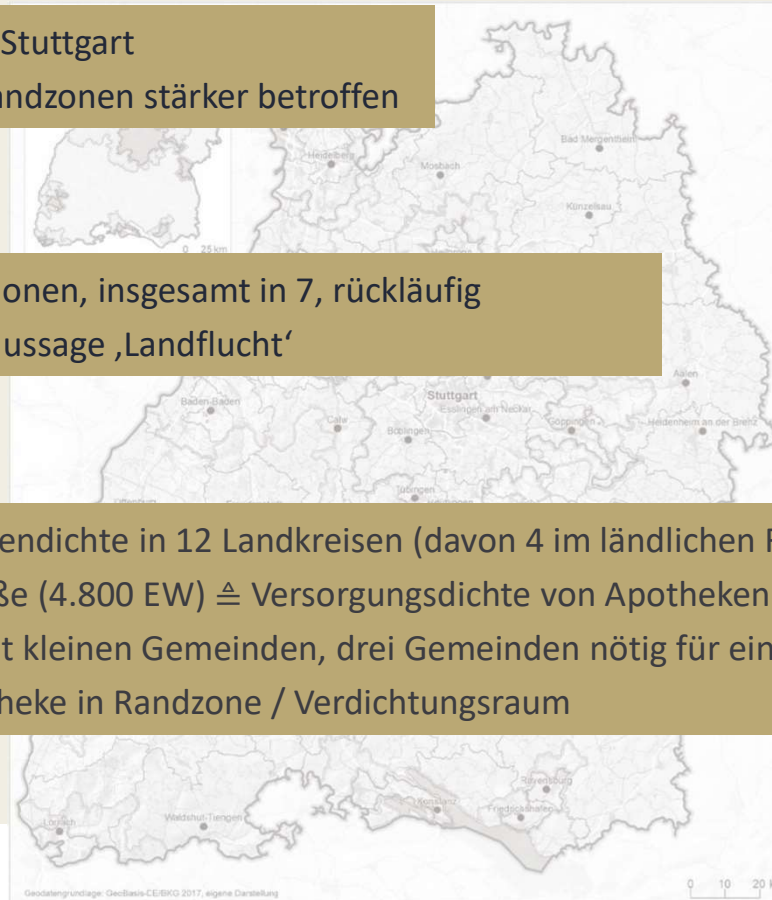 Stuttgart
andzonen stärker betroffen
Heidelberg
Mosbach
Bad Mergentheim
Künzelsau
0 25 km
onen, insgesamt in 7, rückläufig
ussage ‚Landflucht‘
Aalen
Baden-Baden
Calw
Stuttgart
Esslingen am Neckar
Böblingen
Göppingen
Heidenheim an der Brenz
Tübingen
endichte in 12 Landkreisen (davon 4 im ländlichen R
ße (4.800 EW) ≙ Versorgungsdichte von Apotheken
t kleinen Gemeinden, drei Gemeinden nötig für ein
heke in Randzone / Verdichtungsraum
Ravensburg
Konstanz
Friedrichshafen
Waldshut-Tiengen
Lörrach
Geodatengrundlage: GeoBasis-DE/BKG 2017, eigene Darstellung
0 10 20 k